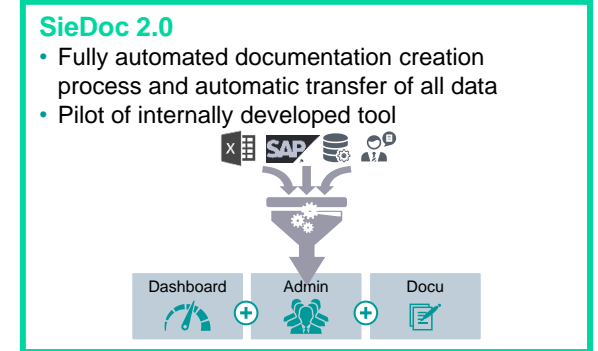 SieDoc 2.0
• Fully automated documentation creation
process and automatic transfer of all data
• Pilot of internally developed tool
X SAP
Dashboard Admin Docu